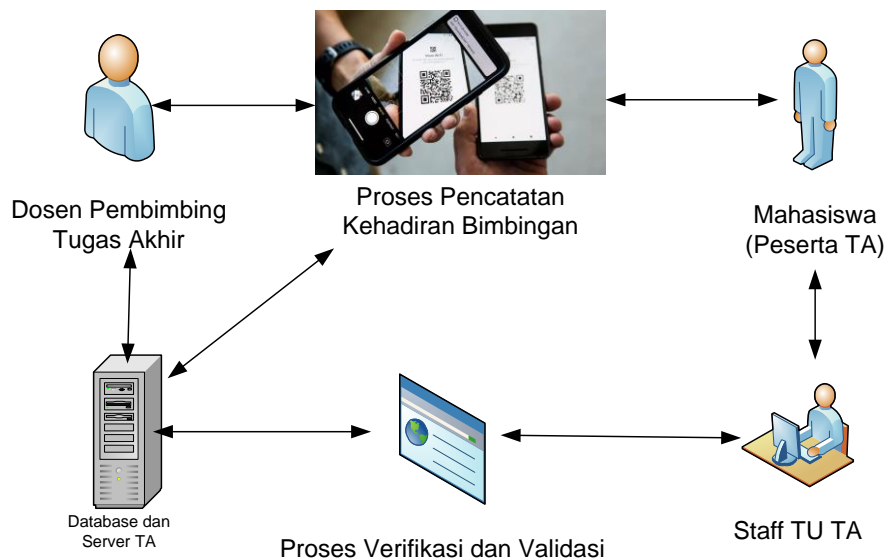 Dosen Pembimbing
Tugas Akhir
Proses Pencatatan
Kehadiran Bimbingan
Mahasiswa
(Peserta TA)
Database dan
Server TA
Proses Verifikasi dan Validasi
Staff TU TA